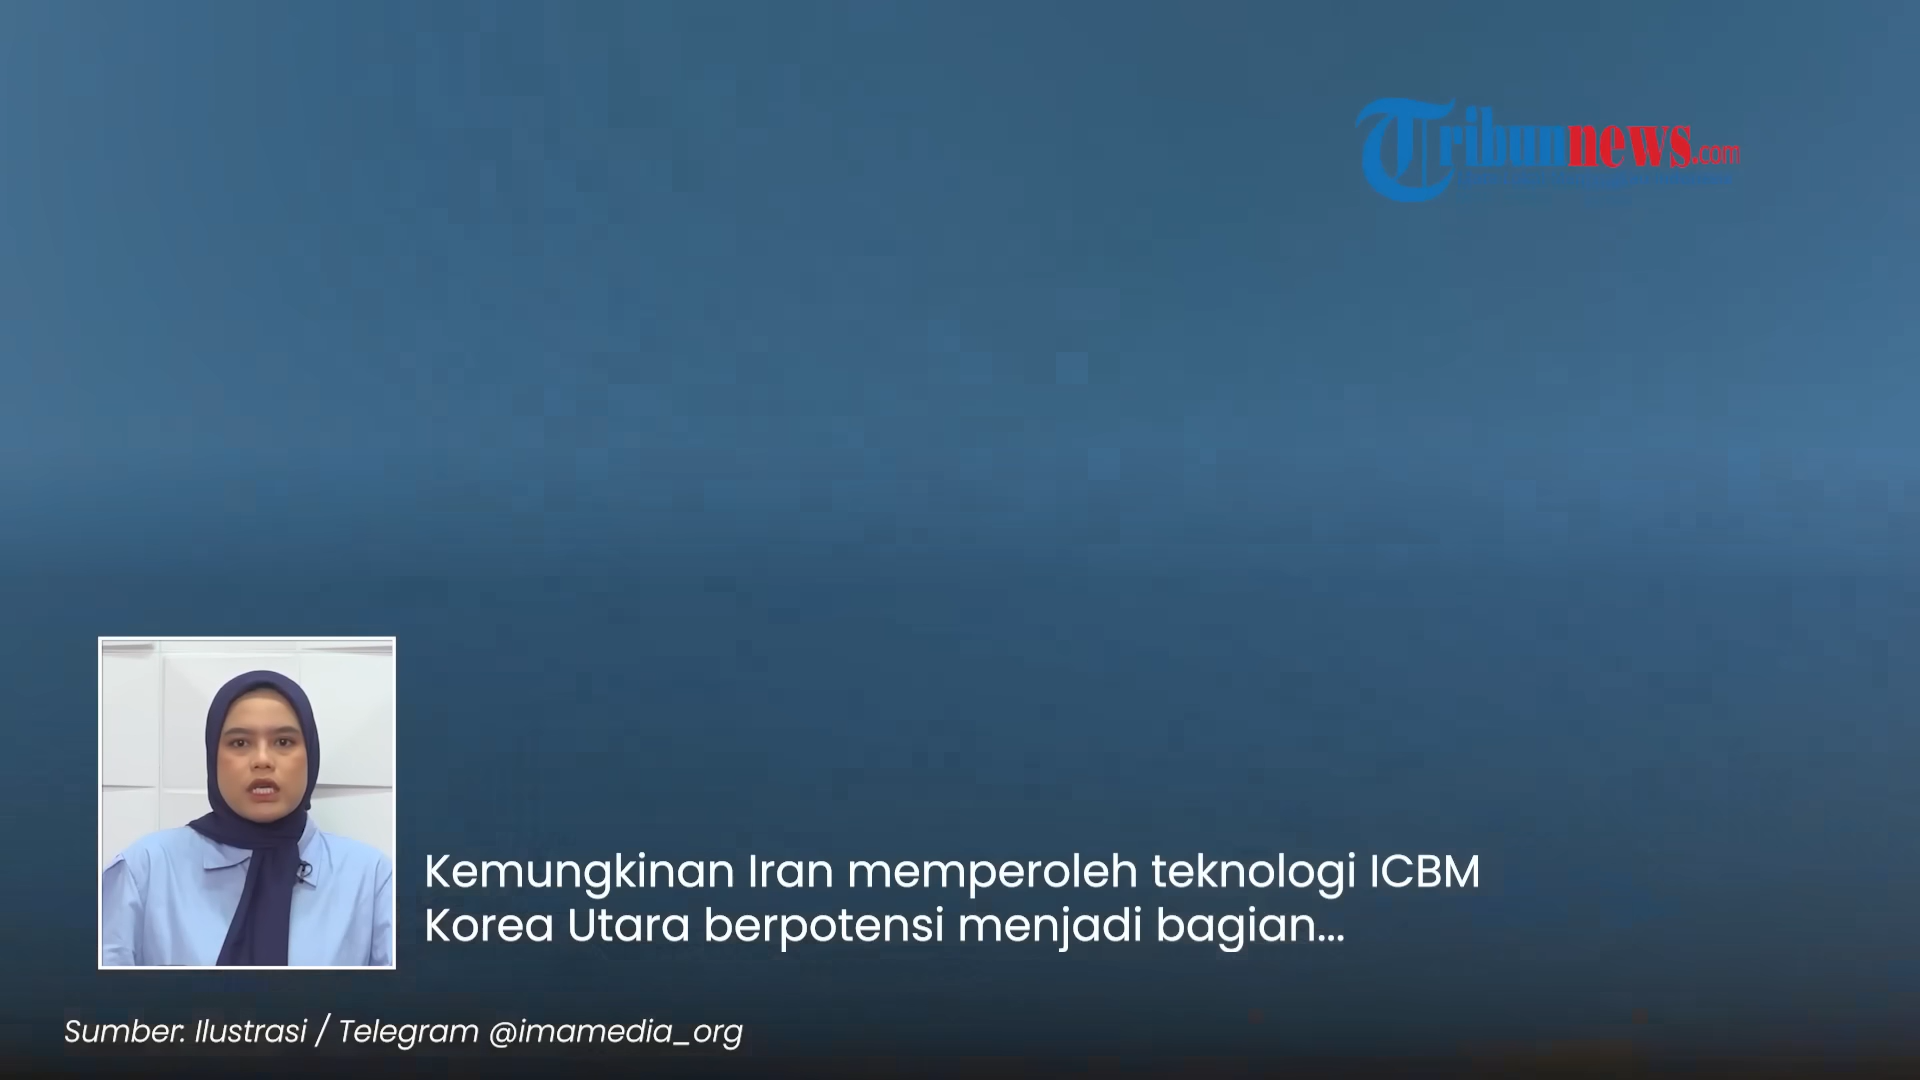 Tribunnews.com
Kemungkinan Iran memperoleh teknologi ICBM
Korea Utara berpotensi menjadi bagian...
Sumber: Ilustrasi / Telegram @imamedia_org